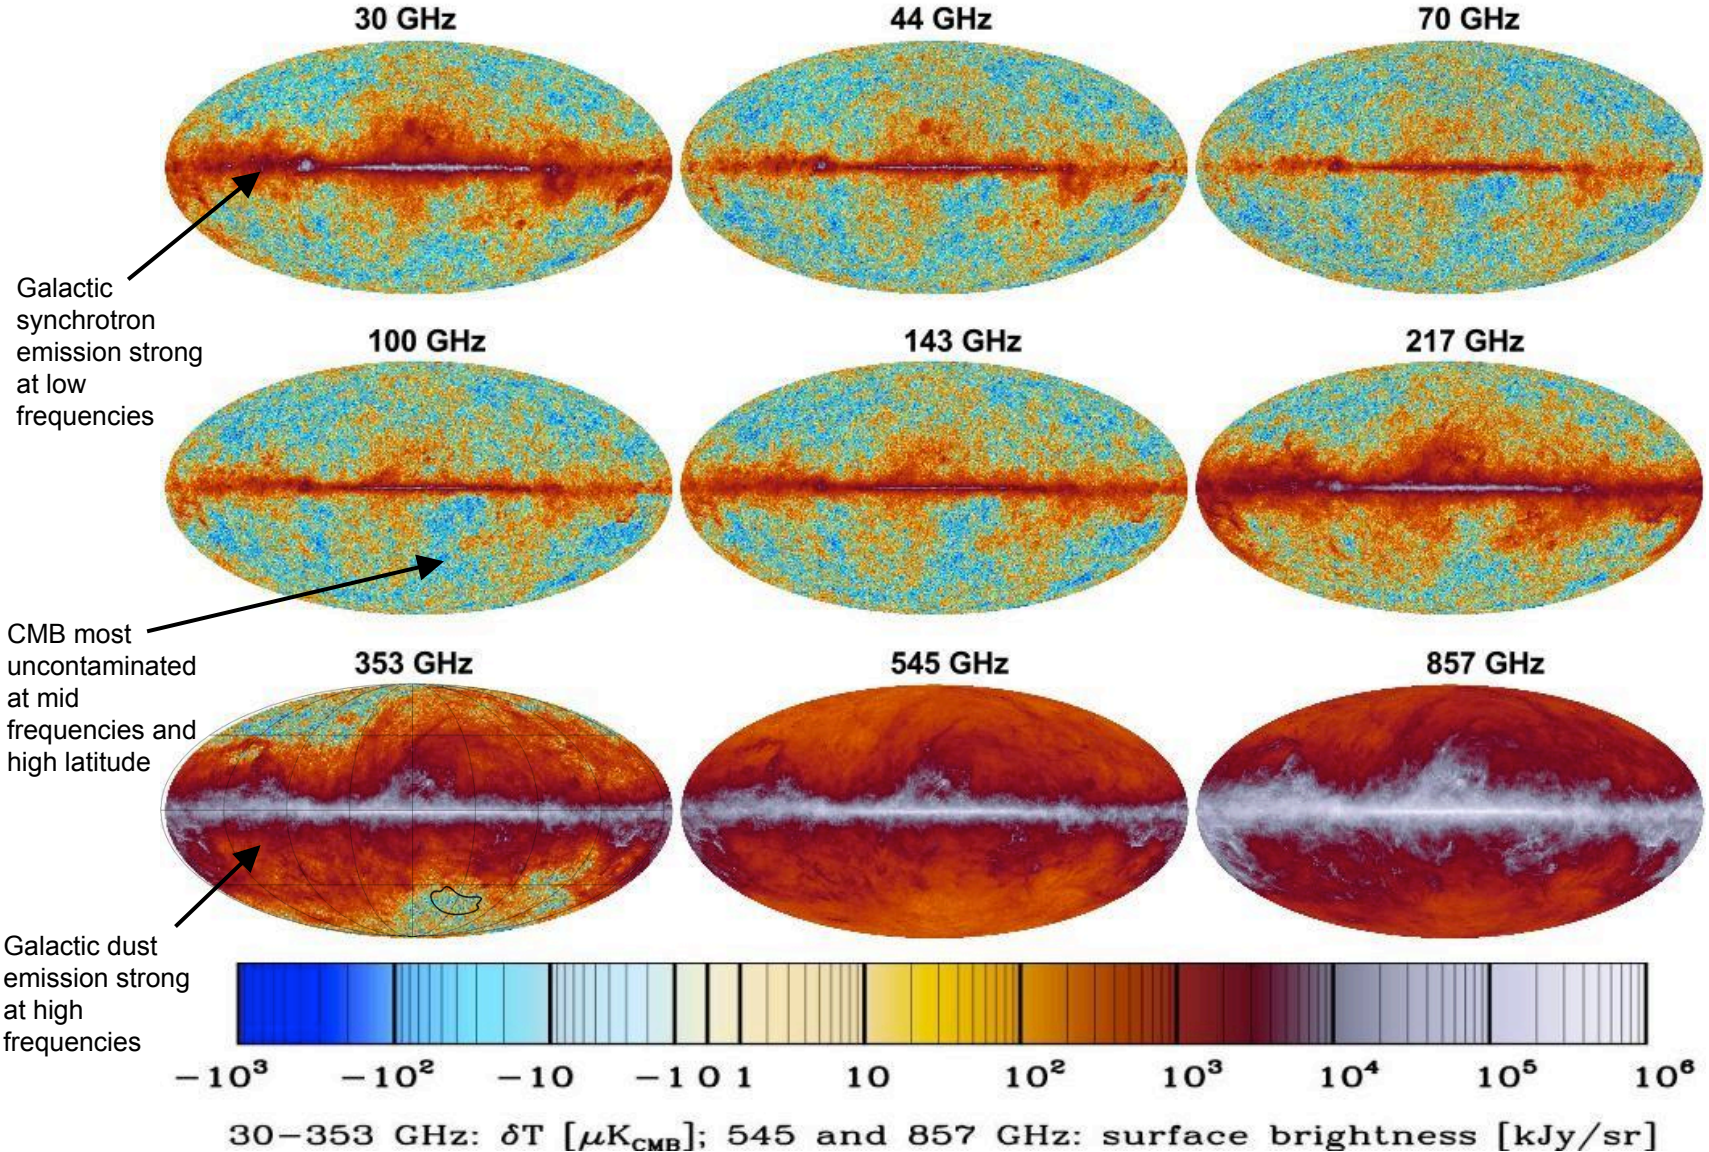 30 GHz
44 GHz
70 GHz
Galactic
synchrotron
emission strong
at low
frequencies
100 GHz
143 GHz
217 GHz
CMB most
uncontaminated
at mid
frequencies and
high latitude
353 GHz
545 GHz
857 GHz
Galactic dust
emission strong
at high
frequencies
−10³ −10² −10 −1 0 1 10 10² 10³ 10⁴ 10⁵ 10⁶
30−353 GHz: δT [μK_CMB]; 545 and 857 GHz: surface brightness [kJy/sr]